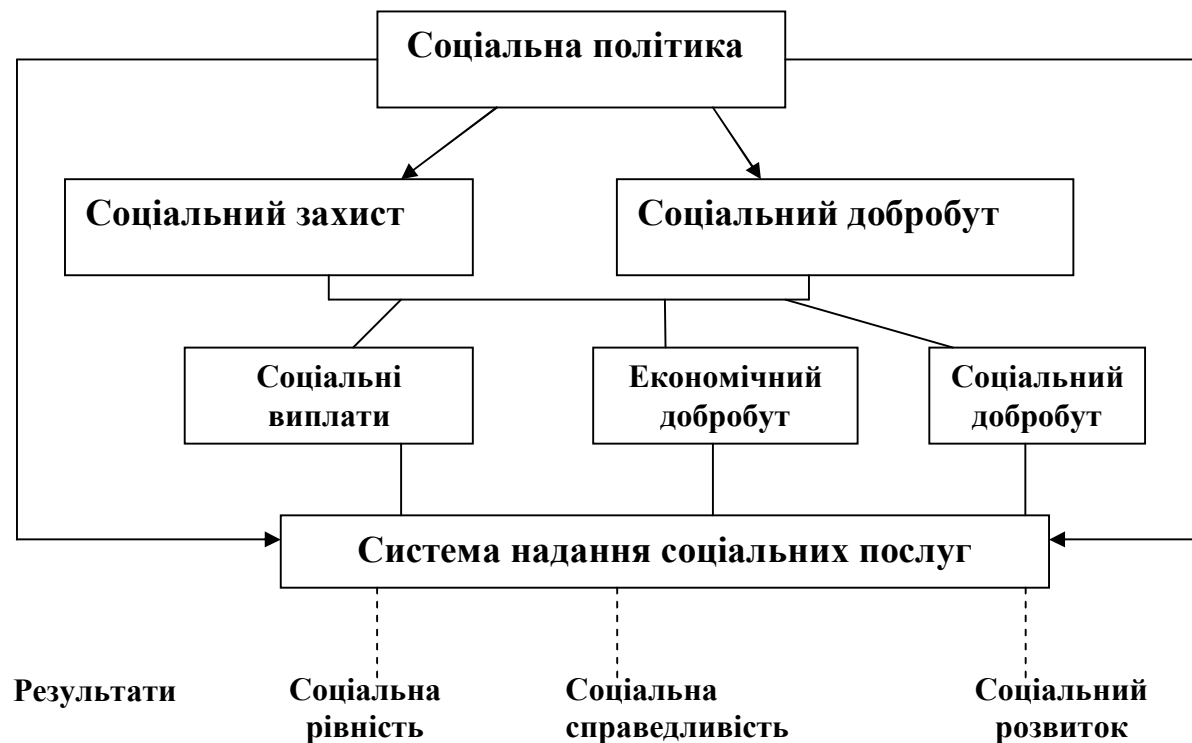 Соціальна політика
Соціальний захист
Соціальний добробут
Соціальні
виплати
Економічний
добробут
Соціальний
добробут
Система надання соціальних послуг
Результати
Соціальна
рівність
Соціальна
справедливість
Соціальний
розвиток